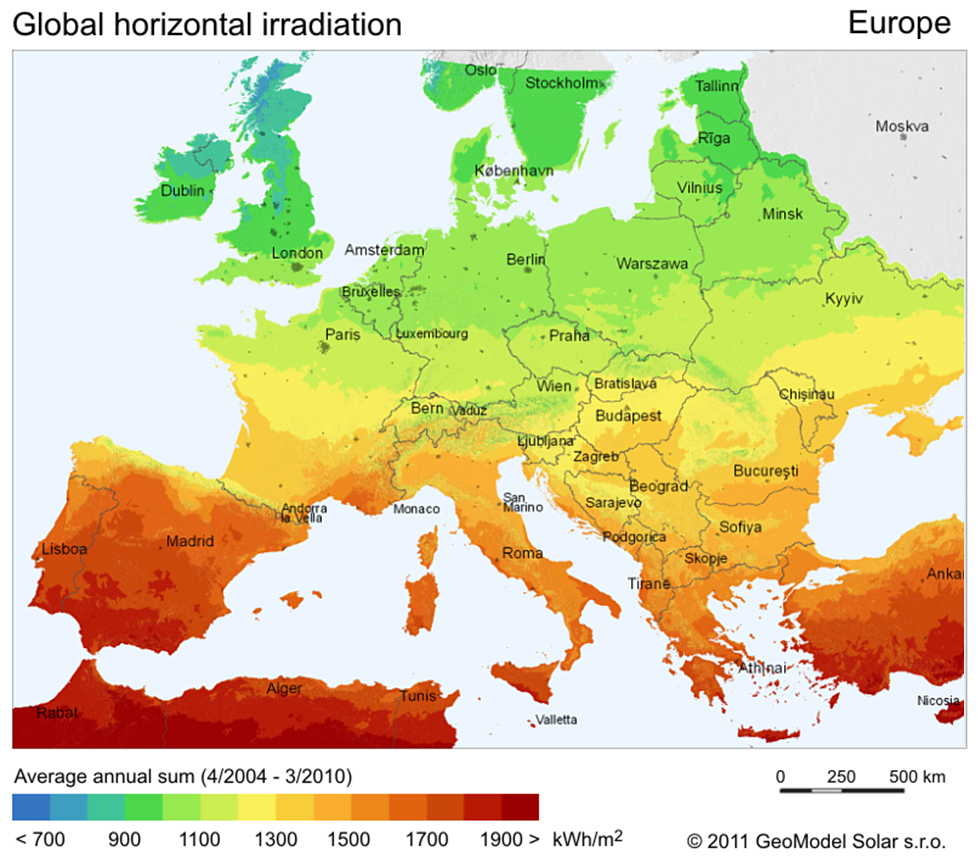 Global horizontal irradiation
Europe
Oslo
Stockholm
Tallinn
Moskva
Rīga
København
Dublin
Vilnius
Minsk
London
Amsterdam
Berlin
Warszawa
Bruxelles
Kyyiv
Paris
Luxembourg
Praha
Wien
Bratislava
Chişinău
Bern
Vaduz
Budapest
Ljubljana
Zagreb
Bucureşti
Beograd
San
Marino
Sarajevo
Andorra
la Vella
Monaco
Sofiya
Podgorica
Lisboa
Madrid
Roma
Skopje
Tiranë
Ankar
Athínai
Alger
Tunis
Nicosia
Rabat
Valletta
Average annual sum (4/2004 - 3/2010)
0 250 500 km
< 700 900 1100 1300 1500 1700 1900 > kWh/m²
© 2011 GeoModel Solar s.r.o.